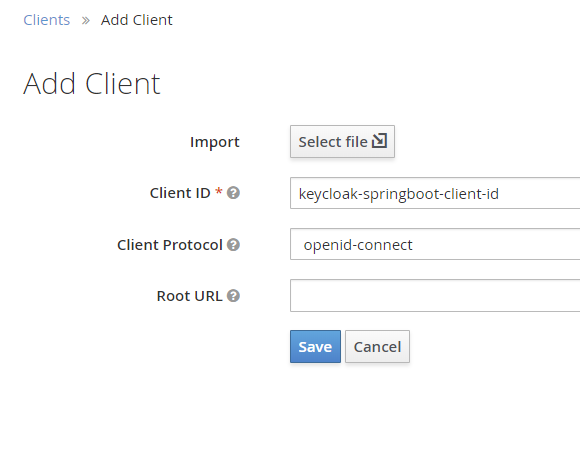 Clients » Add Client
Add Client
Import Select file
Client ID * keycloak-springboot-client-id
Client Protocol openid-connect
Root URL
Save Cancel